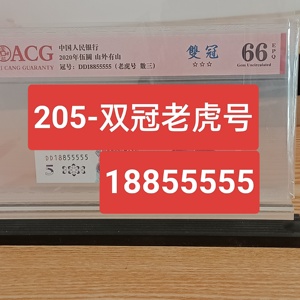 ACG
CANG GUARANTY
中国人民银行
2020年伍圆 山外有山
冠号: DD18855555 (老虎号 数三)
雙冠
☆☆☆
66 EPQ
Gem Uncirculated
205-双冠老虎号
18855555
DD18855555
5